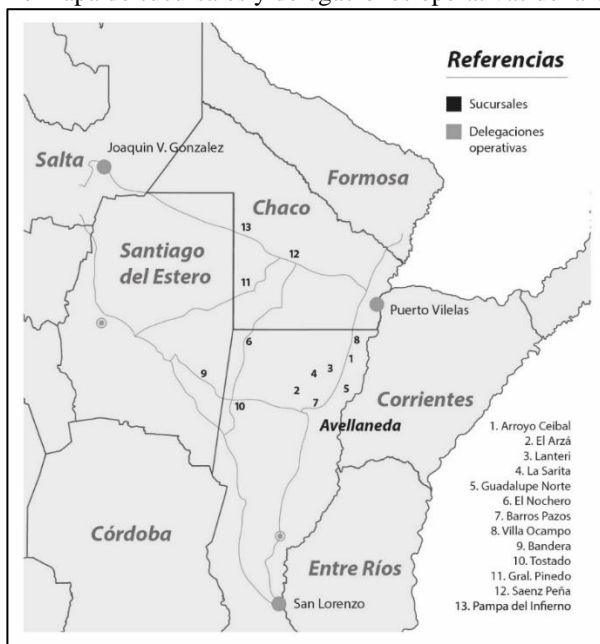 Referencias
Sucursales
Delegaciones
operativas
Joaquin V. Gonzalez
Salta
Formosa
Chaco
13
12
Santiago
del Estero
11
Puerto Vilelas
6
8
1
3
4
9
2
5
10
7
Corrientes
Avellaneda
1. Arroyo Ceibal
2. El Arzá
3. Lanteri
4. La Sarita
5. Guadalupe Norte
6. El Nochero
7. Barros Pazos
8. Villa Ocampo
9. Bandera
10. Tostado
11. Gral. Pinedo
12. Saenz Peña
13. Pampa del Infierno
Córdoba
Entre Ríos
San Lorenzo